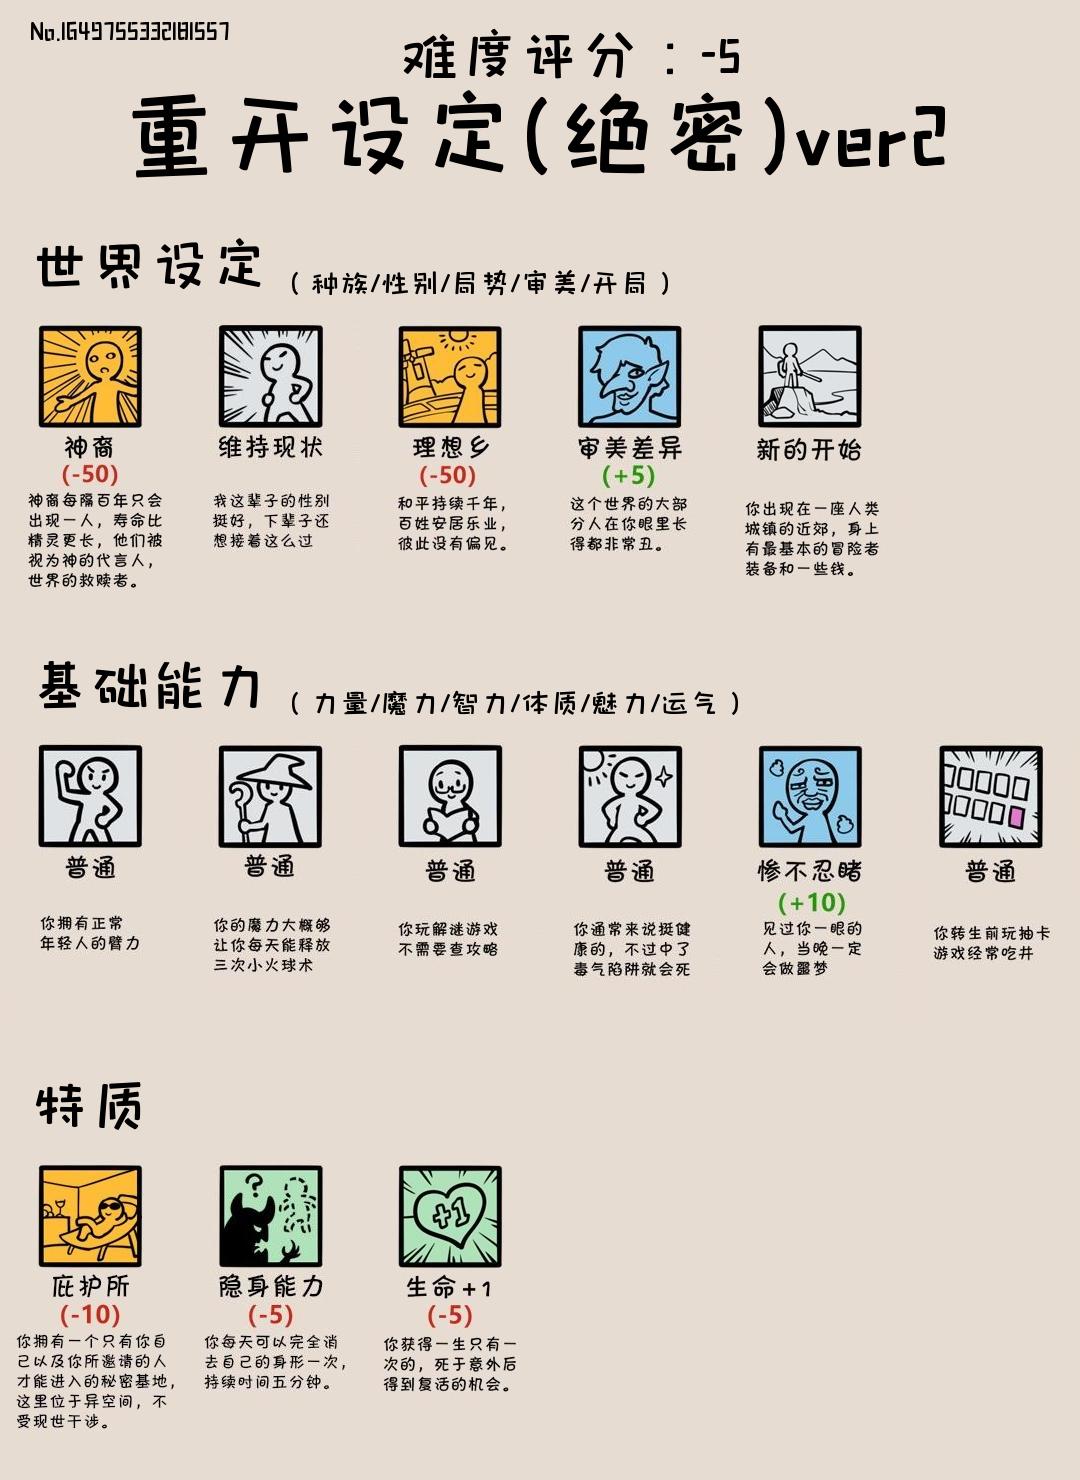 No.1649755332181557
难度评分：-5
重开设定(绝密)ver2
世界设定 （种族/性别/局势/审美/开局）
神裔
(-50)
神裔每隔百年只会
出现一人，寿命比
精灵更长，他们被
视为神的代言人，
世界的救赎者。
维持现状
我这辈子的性别
挺好，下辈子还
想接着这么过
理想乡
(-50)
和平持续千年，
百姓安居乐业，
彼此没有偏见。
审美差异
(+5)
这个世界的大部
分人在你眼里长
得都非常丑。
新的开始
你出现在一座人类
城镇的近郊，身上
有最基本的冒险者
装备和一些钱。
基础能力 （力量/魔力/智力/体质/魅力/运气）
普通
你拥有正常
年轻人的臂力
普通
你的魔力大概够
让你每天能释放
三次小火球术
普通
你玩解谜游戏
不需要查攻略
普通
你通常来说挺健
康的，不过中了
毒气陷阱就会死
惨不忍睹
(+10)
见过你一眼的
人，当晚一定
会做噩梦
普通
你转生前玩抽卡
游戏经常吃井
特质
庇护所
(-10)
你拥有一个只有你自
己以及你所邀请的人
才能进入的秘密基地，
这里位于异空间，不
受现世干涉。
?
隐身能力
(-5)
你每天可以完全消
去自己的身形一次，
持续时间五分钟。
+1
生命+1
(-5)
你获得一生只有一
次的，死于意外后
得到复活的机会。